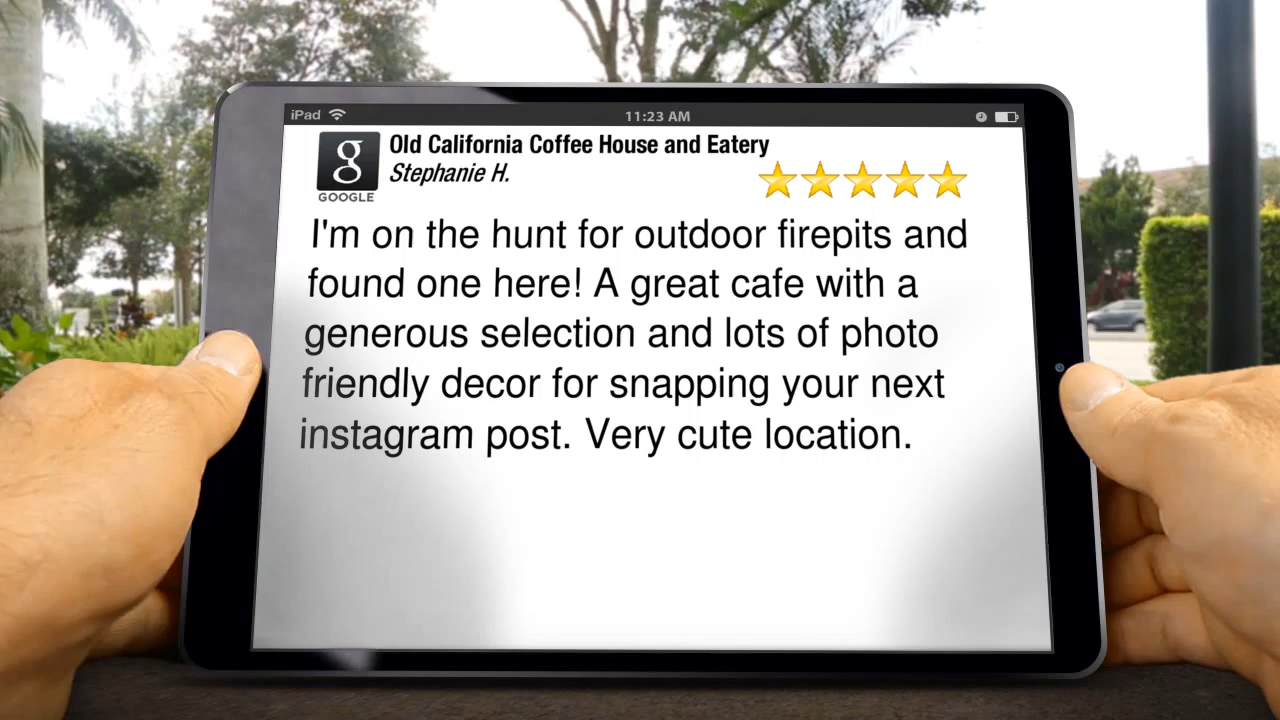 iPad 11:23 AM
g
GOOGLE
Old California Coffee House and Eatery
Stephanie H.
I'm on the hunt for outdoor firepits and
found one here! A great cafe with a
generous selection and lots of photo
friendly decor for snapping your next
instagram post. Very cute location.